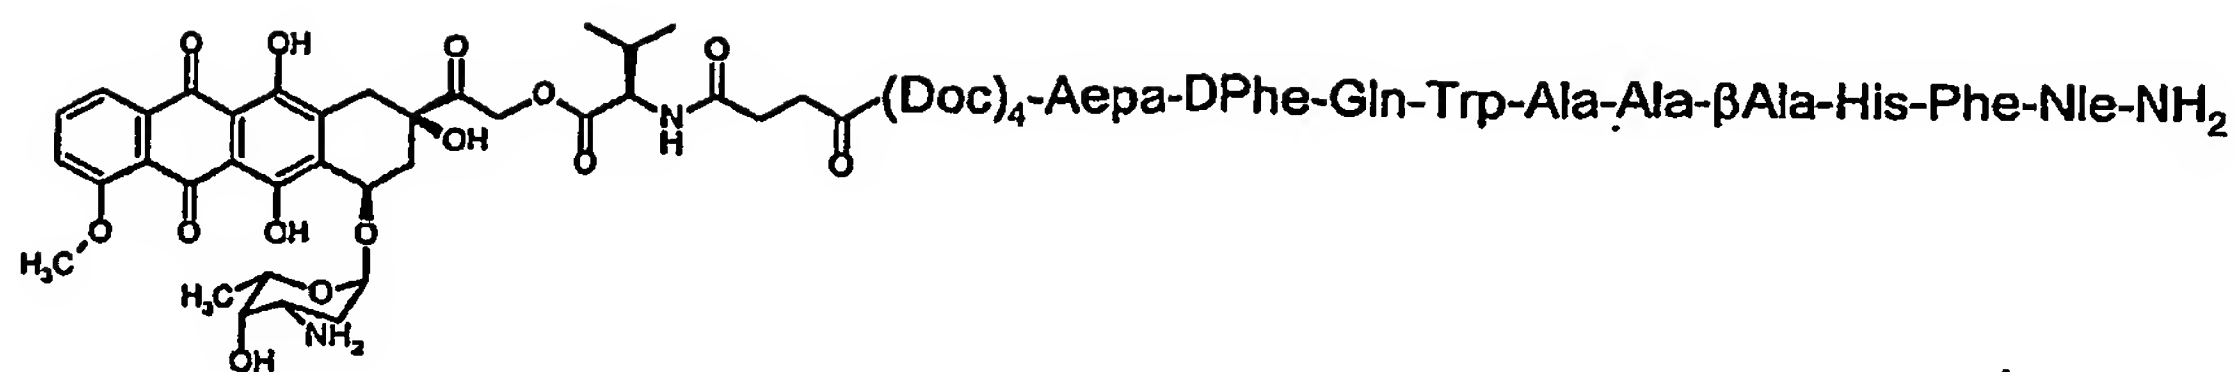 O OH O O (Doc)₄-Aepa-DPhe-Gln-Trp-Ala-Ala-βAla-His-Phe-Nle-NH₂
O
OH
O N
H
O
O O OH O
H₃C
H₃C O
NH₂
OH